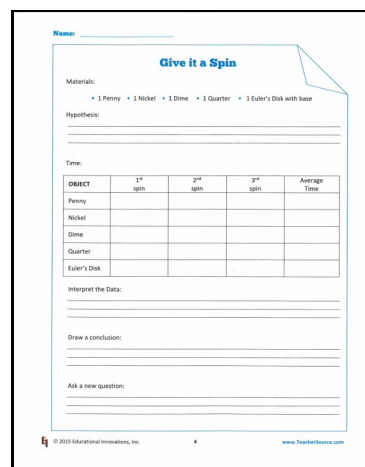 Name:
Give it a Spin
Materials:
• 1 Penny • 1 Nickel • 1 Dime • 1 Quarter • 1 Euler's Disk with base
Hypothesis:
Time:
OBJECT 1st spin 2nd spin 3rd spin Average Time
Penny
Nickel
Dime
Quarter
Euler's Disk
Interpret the Data:
Draw a conclusion:
Ask a new question:
EI © 2015 Educational Innovations, Inc. 4 www.TeacherSource.com